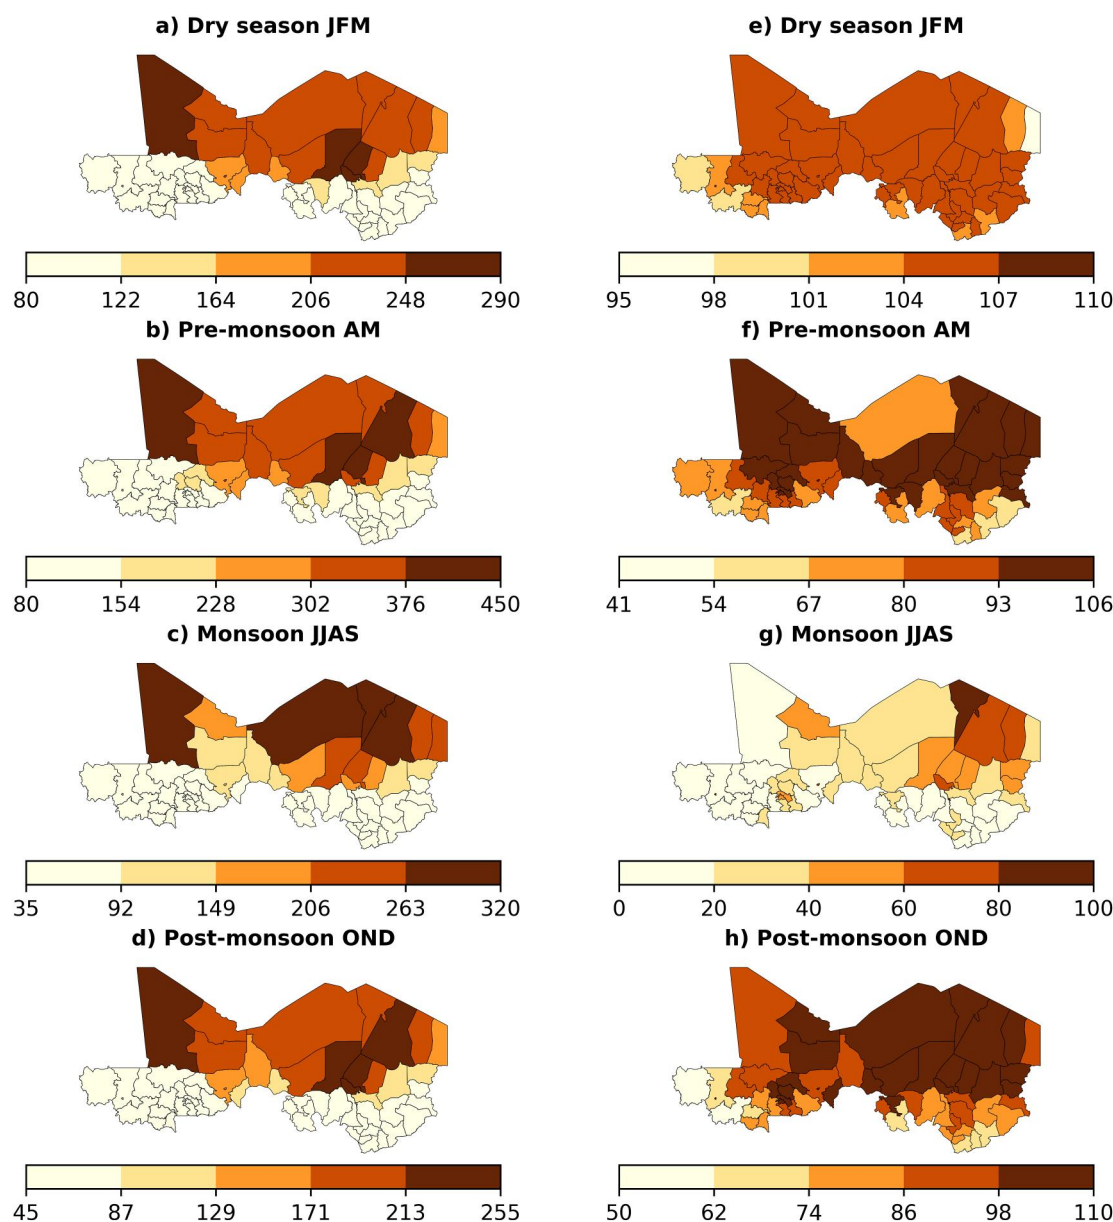 a) Dry season JFM
80 122 164 206 248 290
b) Pre-monsoon AM
80 154 228 302 376 450
c) Monsoon JJAS
35 92 149 206 263 320
d) Post-monsoon OND
45 87 129 171 213 255
e) Dry season JFM
95 98 101 104 107 110
f) Pre-monsoon AM
41 54 67 80 93 106
g) Monsoon JJAS
0 20 40 60 80 100
h) Post-monsoon OND
50 62 74 86 98 110